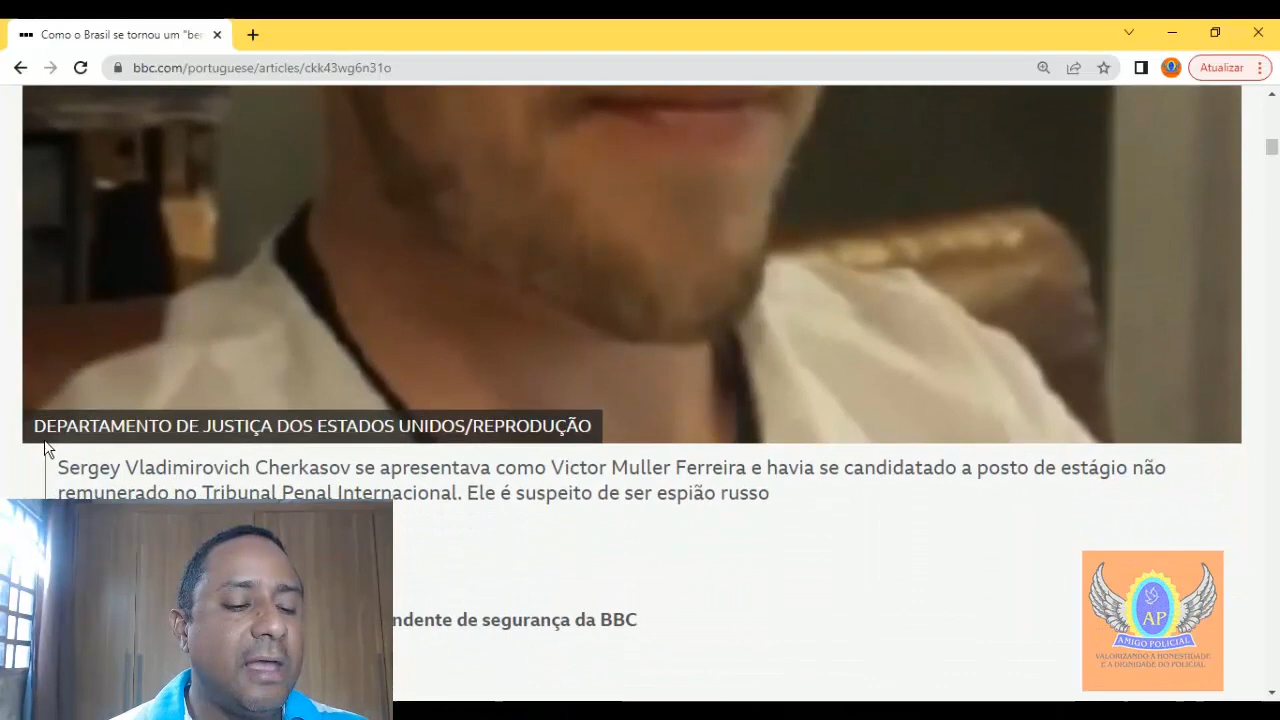 Como o Brasil se tornou um "ber
bbc.com/portuguese/articles/ckk43wg6n31o
Atualizar
DEPARTAMENTO DE JUSTIÇA DOS ESTADOS UNIDOS/REPRODUÇÃO
Sergey Vladimirovich Cherkasov se apresentava como Victor Muller Ferreira e havia se candidatado a posto de estágio não
remunerado no Tribunal Penal Internacional. Ele é suspeito de ser espião russo
ndente de segurança da BBC
AP
AMIGO POLICIAL
VALORIZANDO A HONESTIDADE
E A DIGNIDADE DO POLICIAL